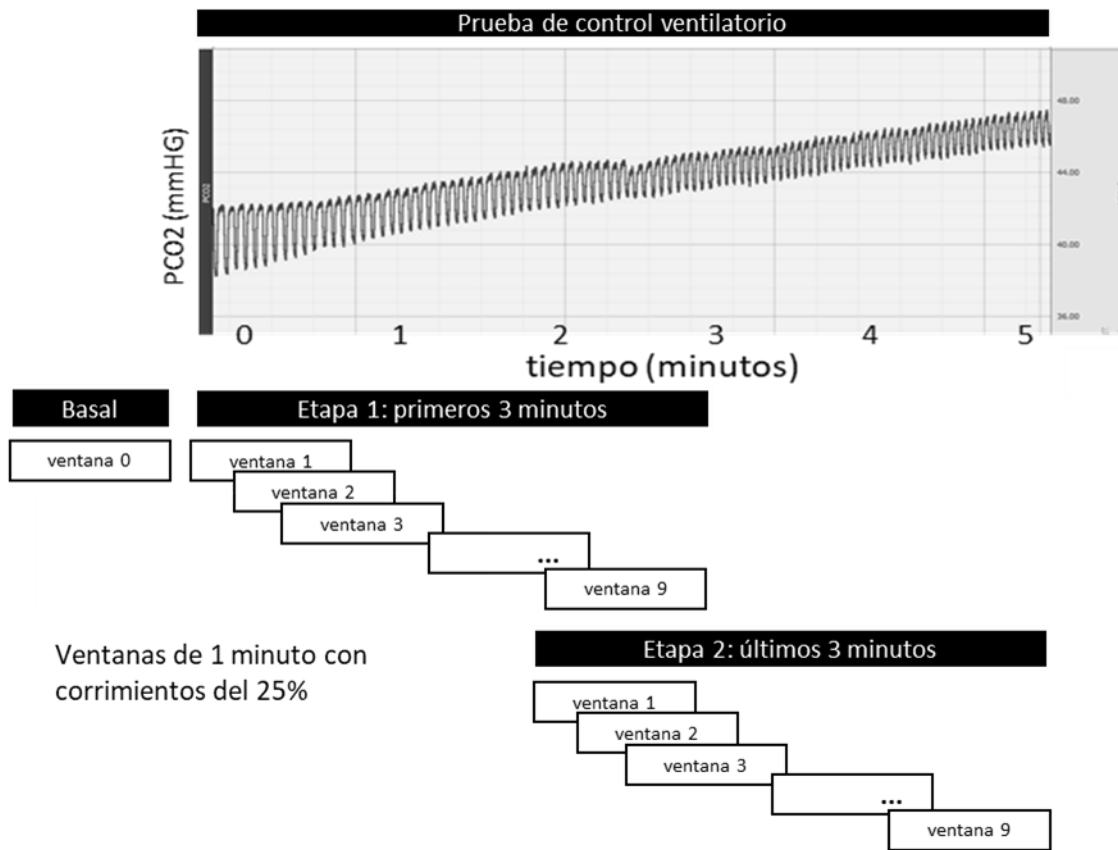 Prueba de control ventilatorio
PCO2 (mmHG)
PCO2
48.00
44.00
40.00
36.00
0 1 2 3 4 5
tiempo (minutos)
Basal
Etapa 1: primeros 3 minutos
ventana 0
ventana 1
ventana 2
ventana 3
...
ventana 9
Ventanas de 1 minuto con
corrimientos del 25%
Etapa 2: últimos 3 minutos
ventana 1
ventana 2
ventana 3
...
ventana 9